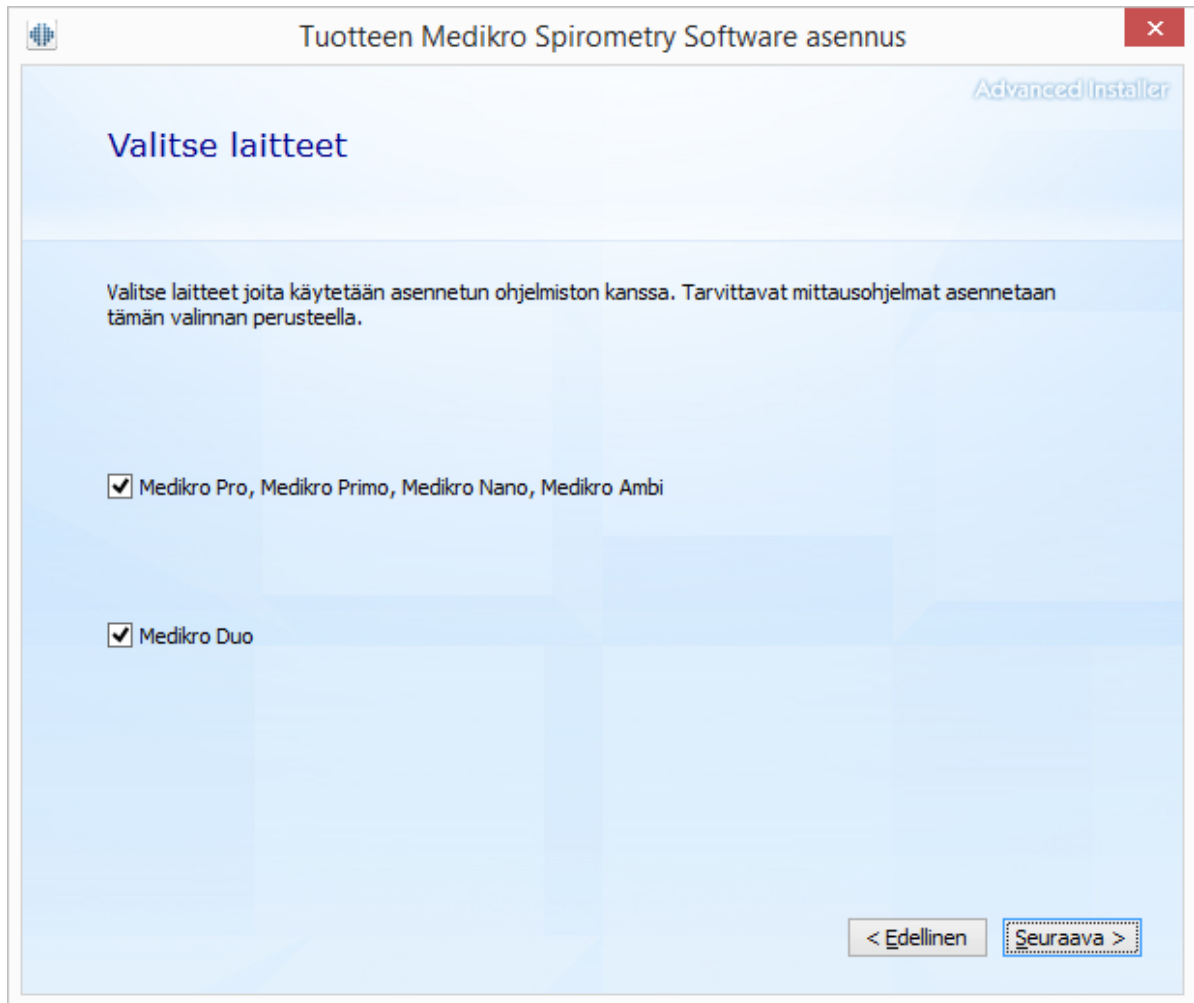 Tuotteen Medikro Spirometry Software asennus
Advanced Installer
Valitse laitteet
Valitse laitteet joita käytetään asennetun ohjelmiston kanssa. Tarvittavat mittausohjelmat asennetaan
tämän valinnan perusteella.
Medikro Pro, Medikro Primo, Medikro Nano, Medikro Ambi
Medikro Duo
< Edellinen
Seuraava >